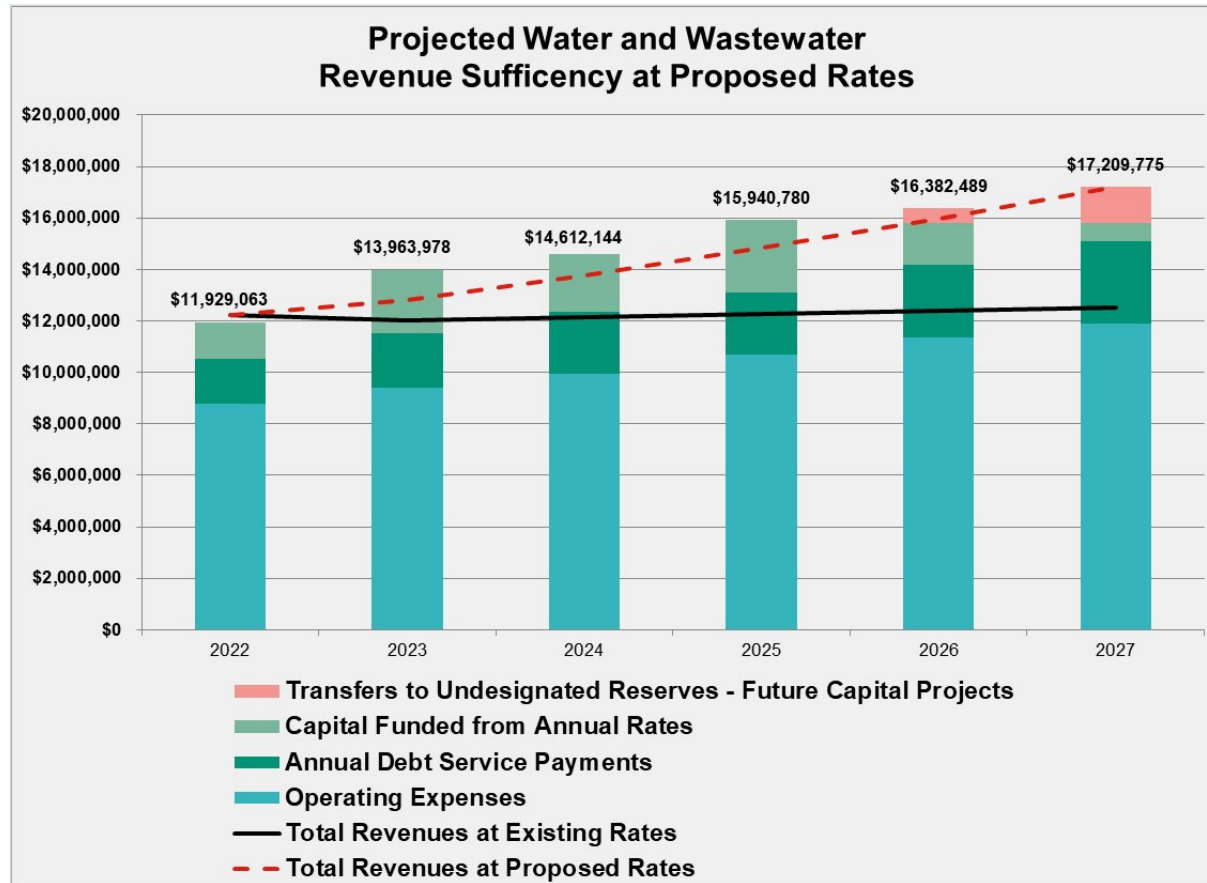 Projected Water and Wastewater
Revenue Sufficency at Proposed Rates
$20,000,000
$18,000,000
$16,000,000
$14,000,000
$12,000,000
$10,000,000
$8,000,000
$6,000,000
$4,000,000
$2,000,000
$0
$11,929,063
$13,963,978
$14,612,144
$15,940,780
$16,382,489
$17,209,775
2022 2023 2024 2025 2026 2027
Transfers to Undesignated Reserves - Future Capital Projects
Capital Funded from Annual Rates
Annual Debt Service Payments
Operating Expenses
Total Revenues at Existing Rates
Total Revenues at Proposed Rates